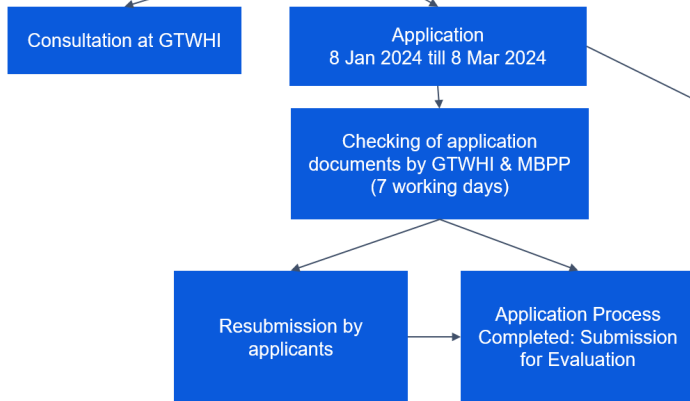 Consultation at GTWHI
Application
8 Jan 2024 till 8 Mar 2024
Checking of application
documents by GTWHI & MBPP
(7 working days)
Resubmission by
applicants
Application Process
Completed: Submission
for Evaluation